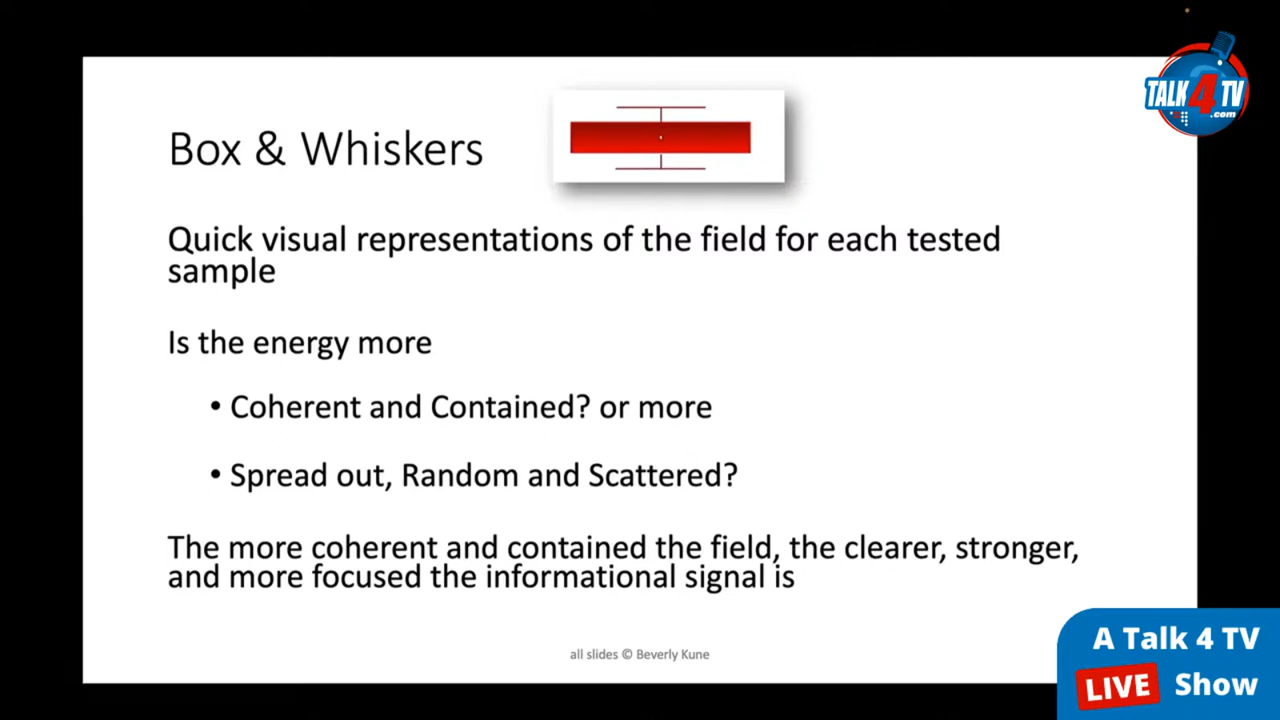 TALK 4 TV
.com
Box & Whiskers
Quick visual representations of the field for each tested
sample
Is the energy more
• Coherent and Contained? or more
• Spread out, Random and Scattered?
The more coherent and contained the field, the clearer, stronger,
and more focused the informational signal is
all slides © Beverly Kune
A Talk 4 TV
LIVE Show